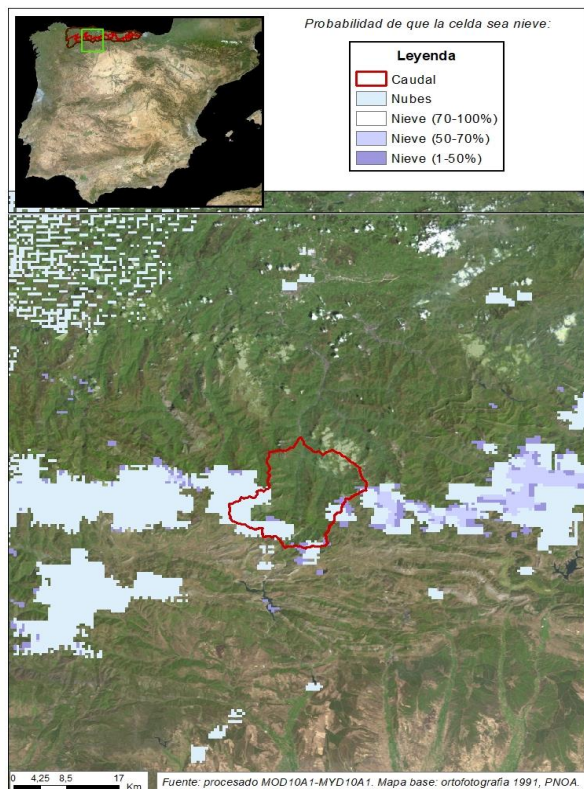 Probabilidad de que la celda sea nieve:
Leyenda
Caudal
Nubes
Nieve (70-100%)
Nieve (50-70%)
Nieve (1-50%)
0 4,25 8,5 17
Km
Fuente: procesado MOD10A1-MYD10A1. Mapa base: ortofotografia 1991, PNOA.